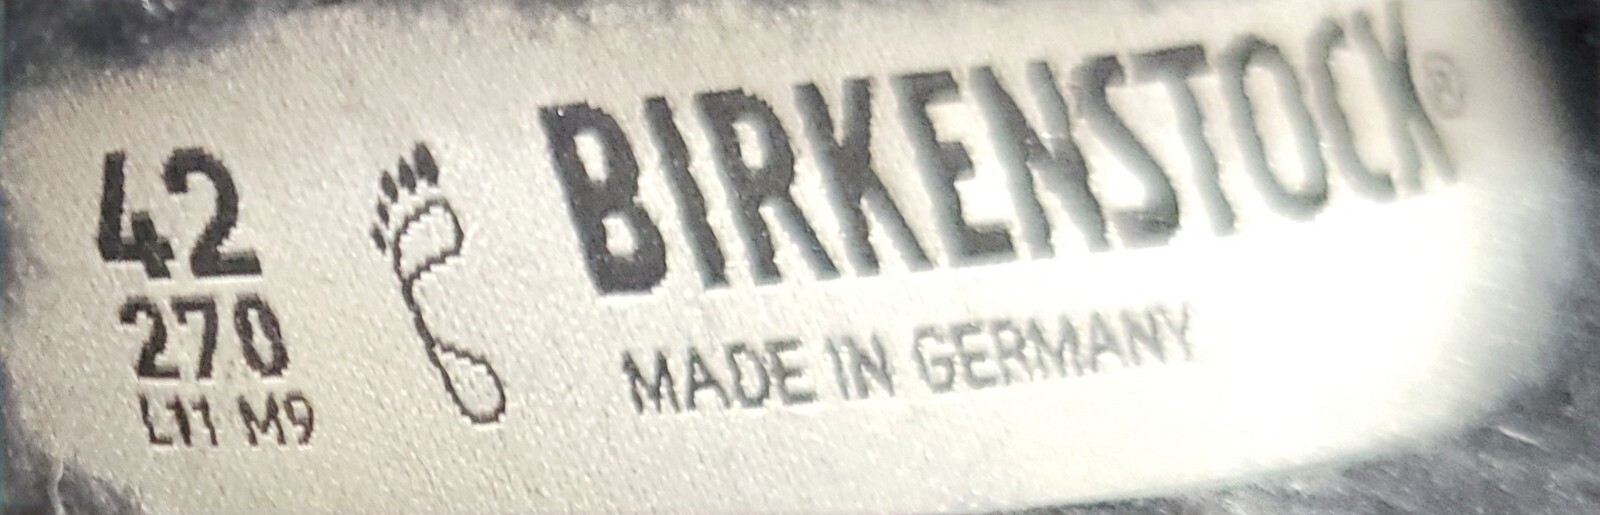 42
270
L11 M9
BIRKENSTOCK®
MADE IN GERMANY